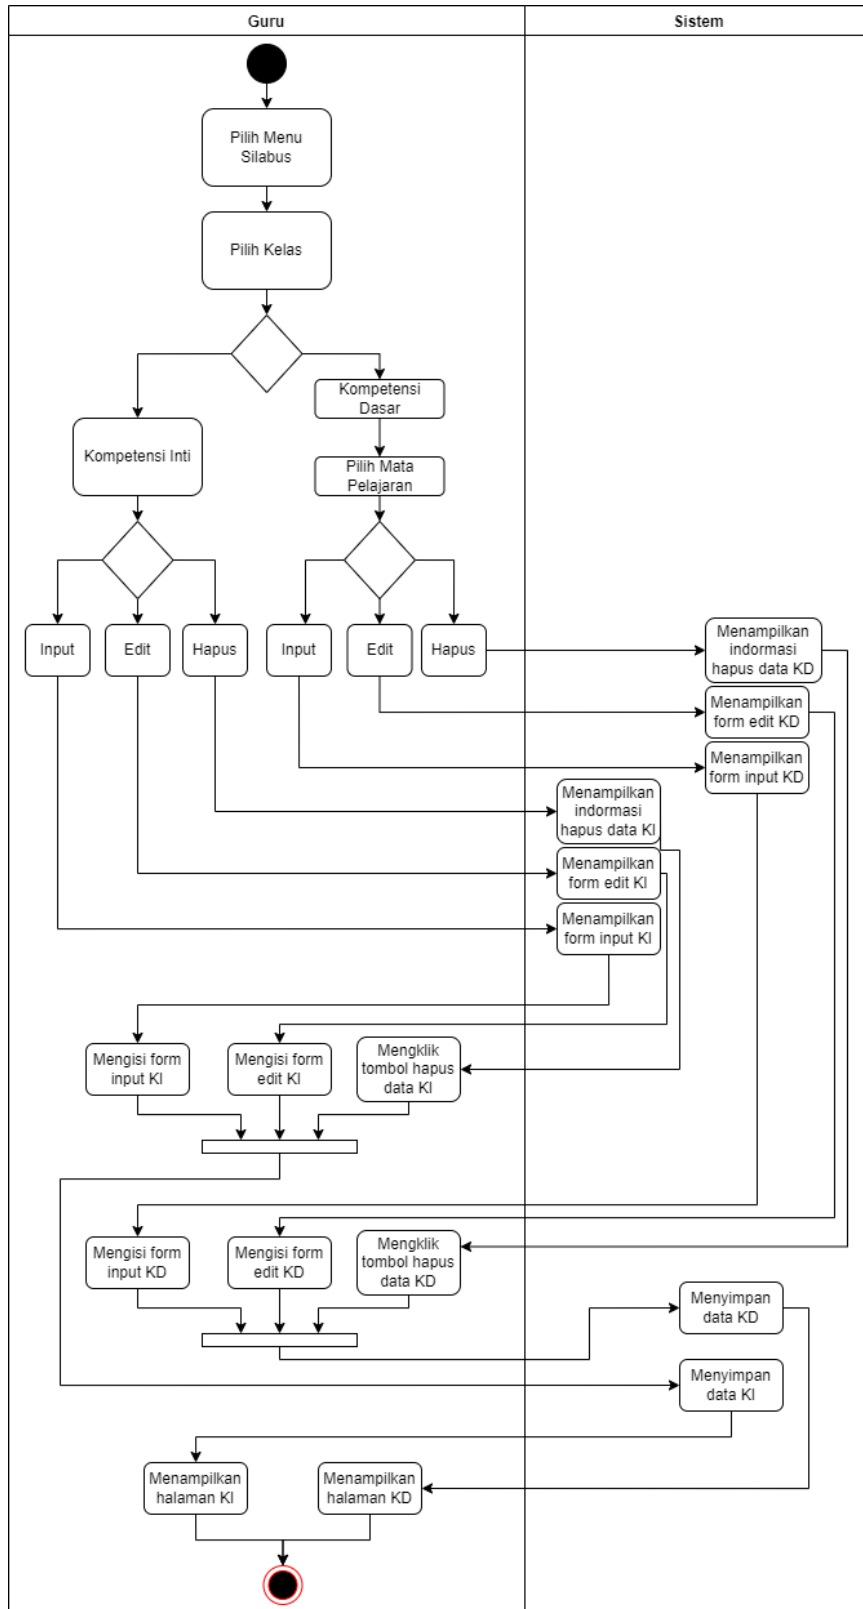 Guru
Sistem
Pilih Menu
Silabus
Pilih Kelas
Kompetensi
Dasar
Kompetensi Inti
Pilih Mata
Pelajaran
Input
Edit
Hapus
Input
Edit
Hapus
Menampilkan
indormasi
hapus data KD
Menampilkan
form edit KD
Menampilkan
form input KD
Menampilkan
indormasi
hapus data KI
Menampilkan
form edit KI
Menampilkan
form input KI
Mengisi form
input KI
Mengisi form
edit KI
Mengklik
tombol hapus
data KI
Mengisi form
input KD
Mengisi form
edit KD
Mengklik
tombol hapus
data KD
Menyimpan
data KD
Menyimpan
data KI
Menampilkan
halaman KI
Menampilkan
halaman KD